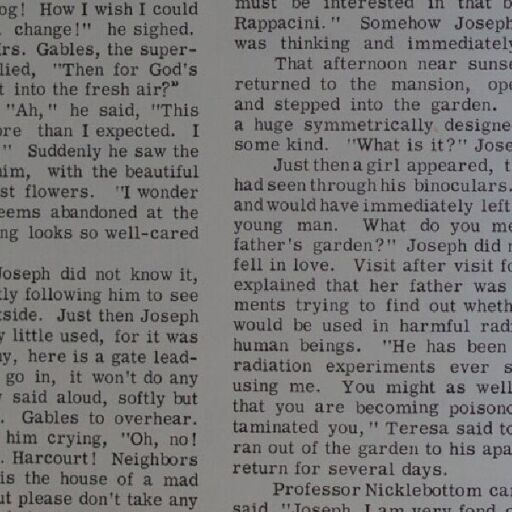 og! How I wish I could
change!" he sighed.
rs. Gables, the super-
lied, "Then for God's
t into the fresh air?"
"Ah," he said, "This
ore than I expected. I
" Suddenly he saw the
im, with the beautiful
st flowers. "I wonder
eems abandoned at the
ng looks so well-cared
Joseph did not know it,
ly following him to see
tside. Just then Joseph
y little used, for it was
ay, here is a gate lead-
go in, it won't do any
said aloud, softly but
. Gables to overhear.
him crying, "Oh, no!
. Harcourt! Neighbors
is the house of a mad
ut please don't take any
must be interested in that b
Rappacini." Somehow Joseph
was thinking and immediately
That afternoon near sunse
returned to the mansion, ope
and stepped into the garden.
a huge symmetrically designe
some kind. "What is it?" Jose
Just then a girl appeared, t
had seen through his binoculars.
and would have immediately left
young man. What do you me
father's garden?" Joseph did n
fell in love. Visit after visit fo
explained that her father was
ments trying to find out wheth
would be used in harmful radi
human beings. "He has been
radiation experiments ever s
using me. You might as well
that you are becoming poisono
taminated you," Teresa said to
ran out of the garden to his apa
return for several days.
Professor Nicklebottom ca
said "Joseph I am very fond o